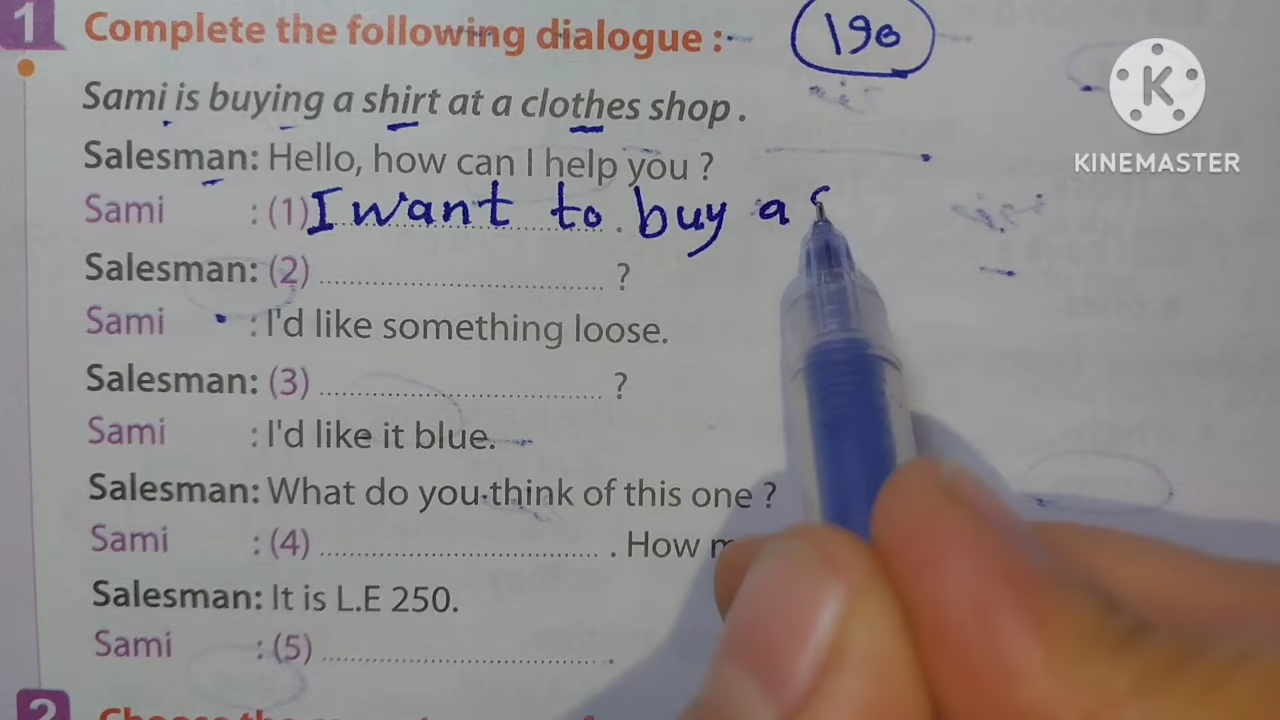 1 Complete the following dialogue :
190
Sami is buying a shirt at a clothes shop .
KINEMASTER
Salesman: Hello, how can I help you ?
Sami : (1) I want to buy a s
Salesman: (2) ........................................ ?
Sami : I'd like something loose.
Salesman: (3) ........................................ ?
Sami : I'd like it blue.
Salesman: What do you think of this one ?
Sami : (4) ........................................ . How
Salesman: It is L.E 250.
Sami : (5) ........................................ .
2